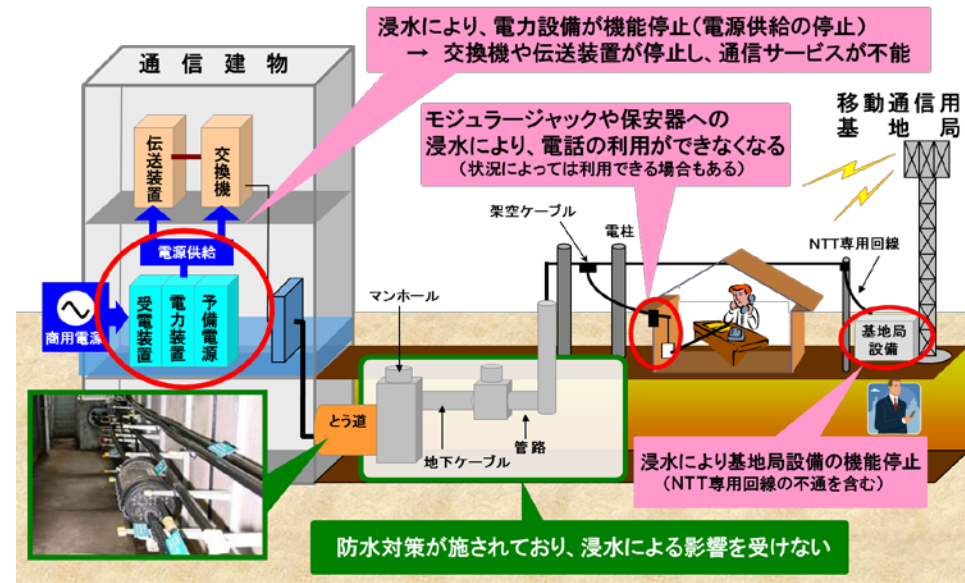 浸水により、電力設備が機能停止（電源供給の停止）
→ 交換機や伝送装置が停止し、通信サービスが不能
通信建物
モジュラージャックや保安器への
浸水により、電話の利用ができなくなる
（状況によっては利用できる場合もある）
移動通信用
基地局
伝送装置
交換機
架空ケーブル
電柱
NTT専用回線
電源供給
マンホール
商用電源
受電装置
電力装置
予備電源
基地局
設備
とう道
地下ケーブル
管路
浸水により基地局設備の機能停止
（NTT専用回線の不通を含む）
防水対策が施されており、浸水による影響を受けない